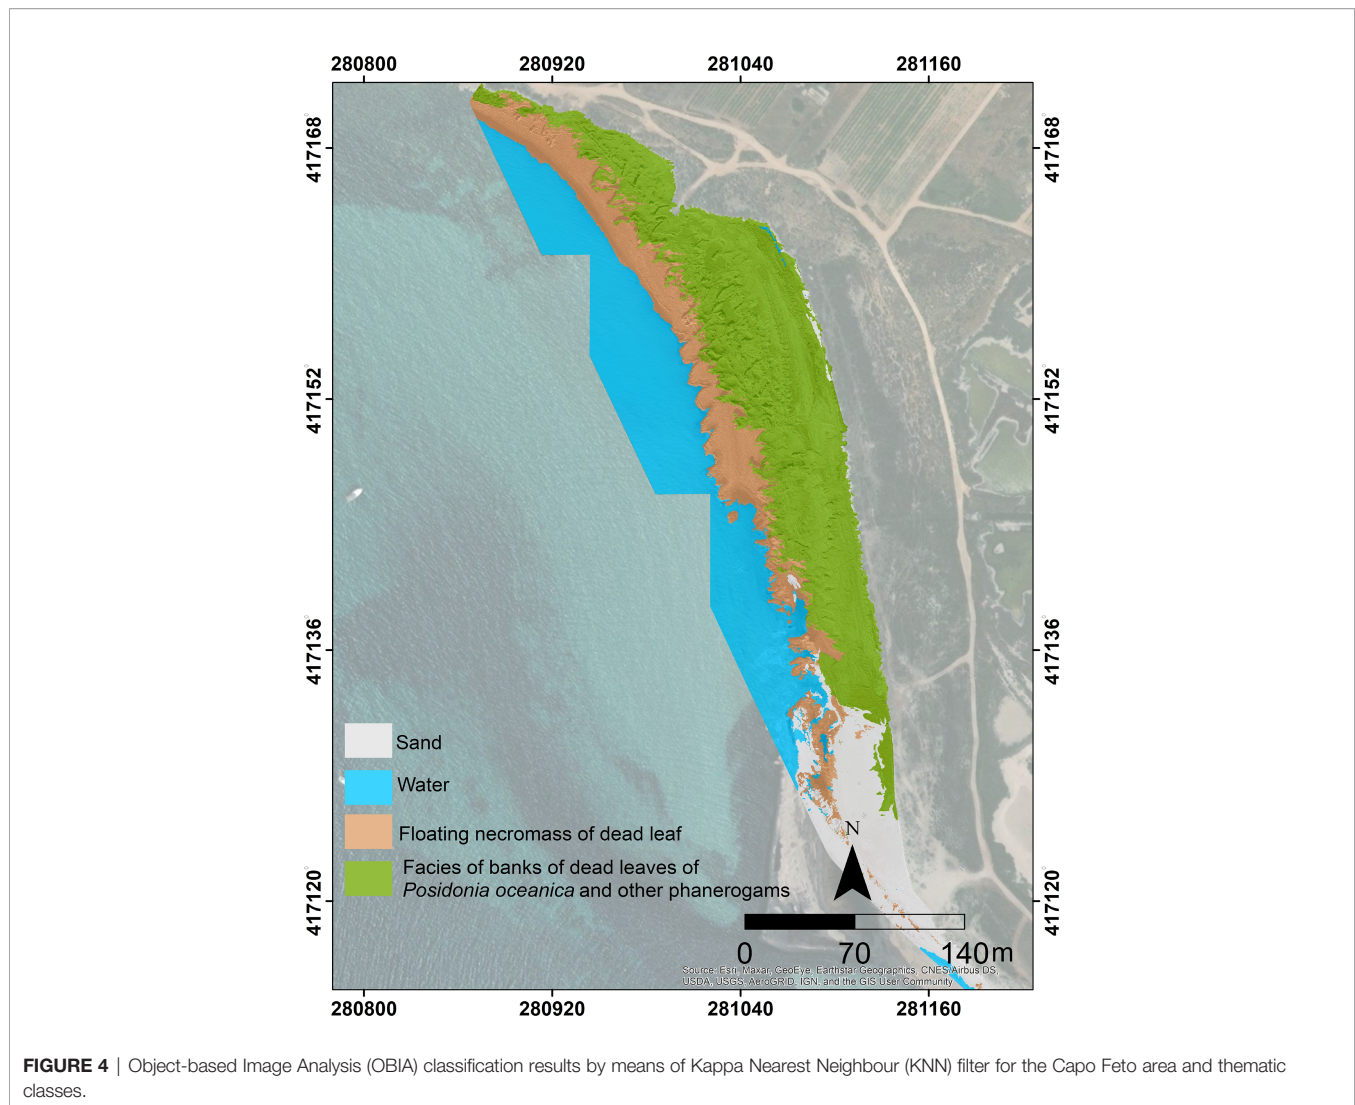 280800 280920 281040 281160
417168° 417168°
417152° 417152°
417136° 417136°
417120° 417120°
Sand
Water
Floating necromass of dead leaf
Facies of banks of dead leaves of
Posidonia oceanica and other phanerogams
N
0 70 140m
Source: Esri, Maxar, GeoEye, Earthstar Geographics, CNES/Airbus DS,
USDA, USGS, AeroGRID, IGN, and the GIS User Community
280800 280920 281040 281160
FIGURE 4 | Object-based Image Analysis (OBIA) classification results by means of Kappa Nearest Neighbour (KNN) filter for the Capo Feto area and thematic
classes.